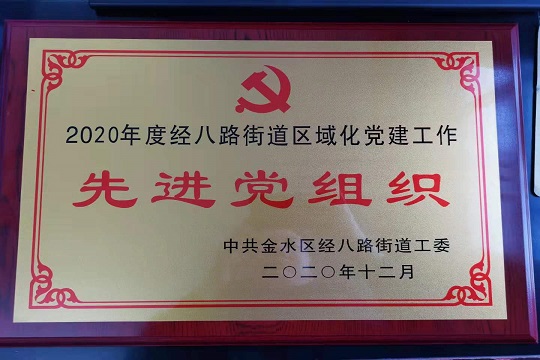 2020年度经八路街道区域化党建工作
先进党组织
中共金水区经八路街道工委
二〇二〇年十二月